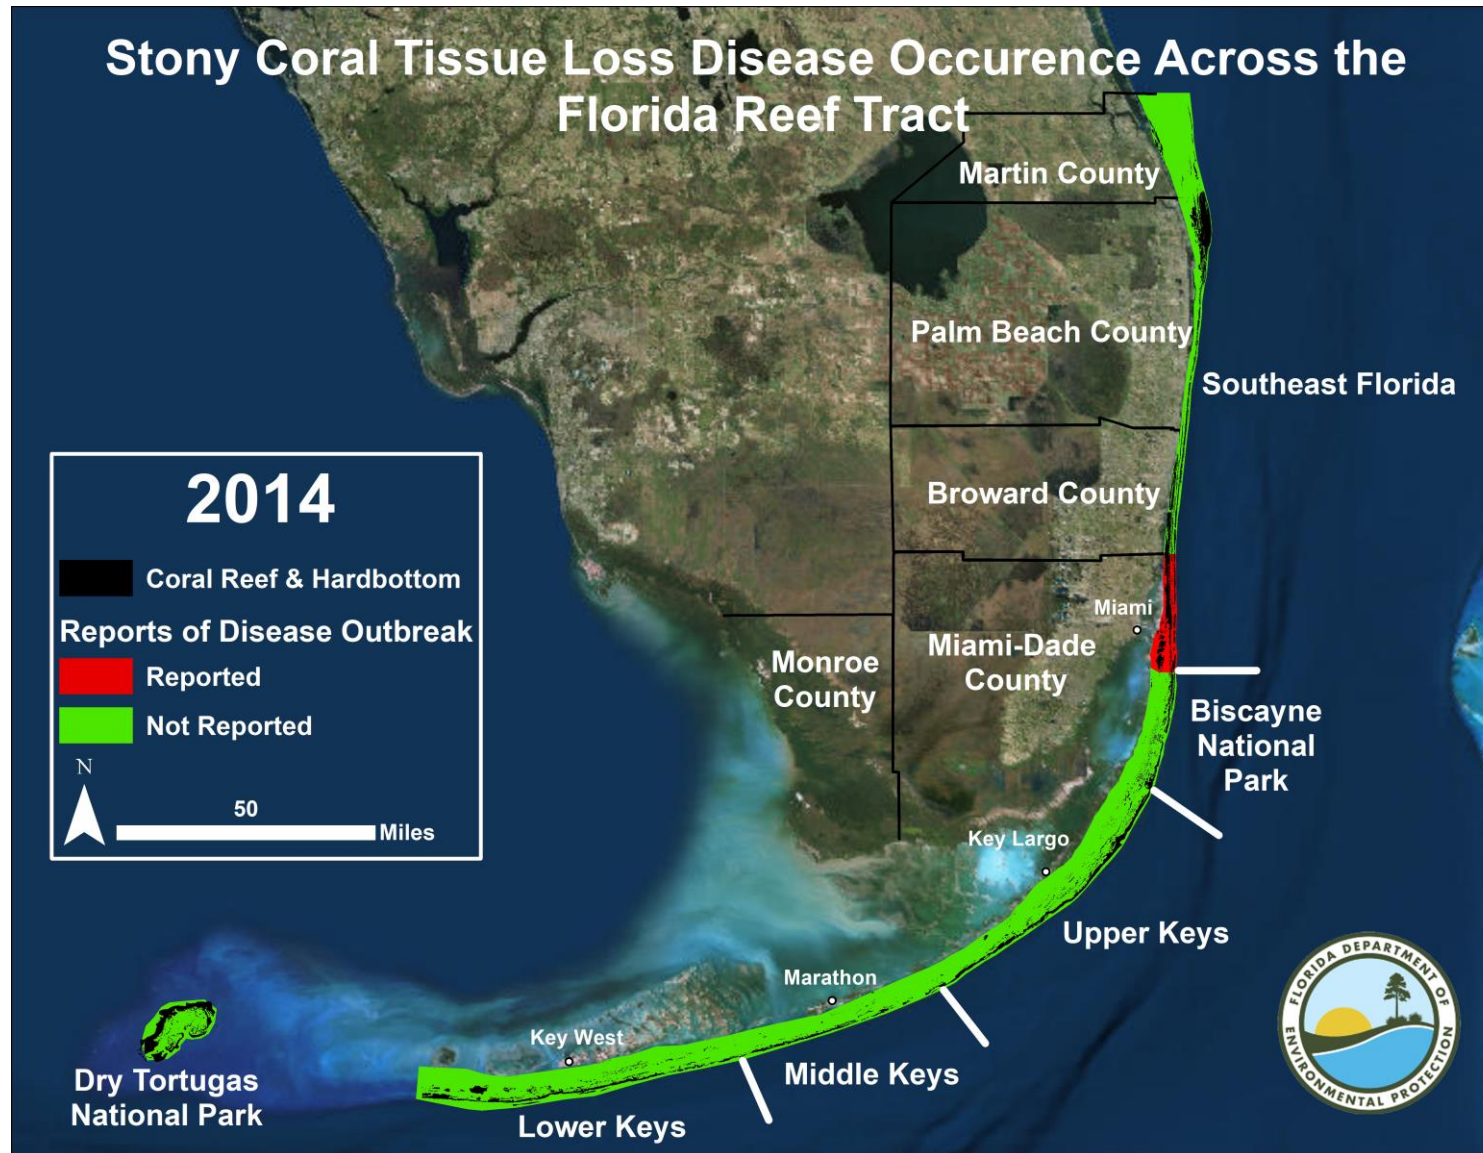 Stony Coral Tissue Loss Disease Occurence Across the
Florida Reef Tract
Martin County
Palm Beach County
Southeast Florida
Broward County
Miami
Miami-Dade
County
Monroe
County
Biscayne
National
Park
Key Largo
Upper Keys
Marathon
Middle Keys
Key West
Lower Keys
Dry Tortugas
National Park
2014
Coral Reef & Hardbottom
Reports of Disease Outbreak
Reported
Not Reported
N
50
Miles
FLORIDA DEPARTMENT OF
ENVIRONMENTAL PROTECTION